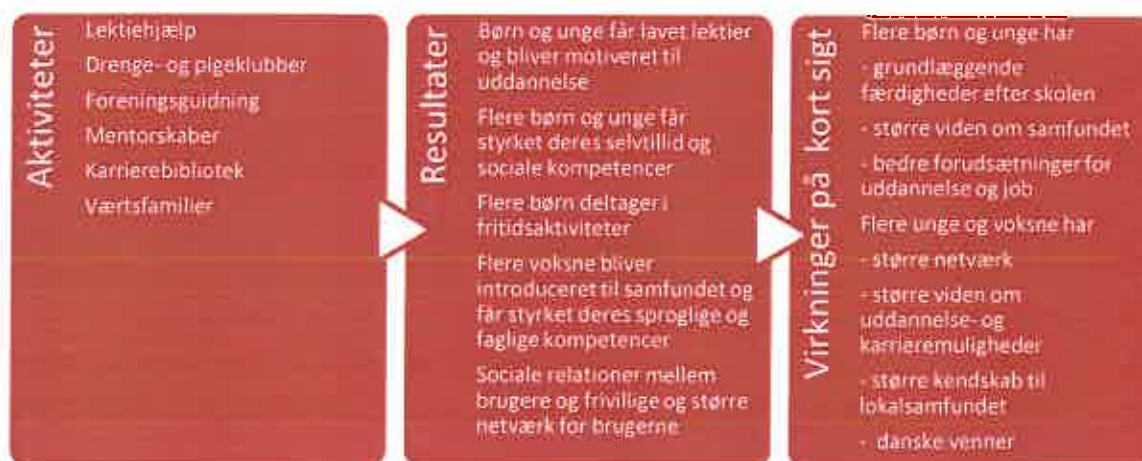 Aktiviteter
Lektiehjælp
Drenge- og pigeklubber
Foreningsguidning
Mentorskaber
Karrierebibliotek
Værtsfamilier
Resultater
Børn og unge får lavet lektier
og bliver motiveret til
uddannelse
Flere børn og unge får
styrket deres selvtillid og
sociale kompetencer
Flere børn deltager i
fritidsaktiviteter
Flere voksne bliver
introduceret til samfundet og
får styrket deres sproglige og
faglige kompetencer
Sociale relationer mellem
brugere og frivillige og større
netværk for brugerne
Virkninger på kort sigt
Flere børn og unge har
- grundlæggende
færdigheder efter skolen
- større viden om samfundet
- bedre forudsætninger for
uddannelse og job
Flere unge og voksne har
- større netværk
- større viden om
uddannelse- og
karrieremuligheder
- større kendskab til
lokalsamfundet
- danske venner